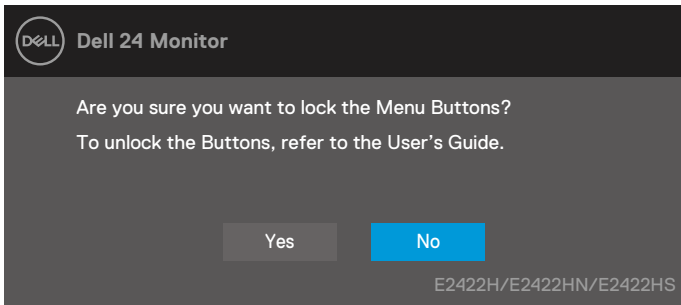 DELL Dell 24 Monitor
Are you sure you want to lock the Menu Buttons?
To unlock the Buttons, refer to the User's Guide.
Yes No
E2422H/E2422HN/E2422HS